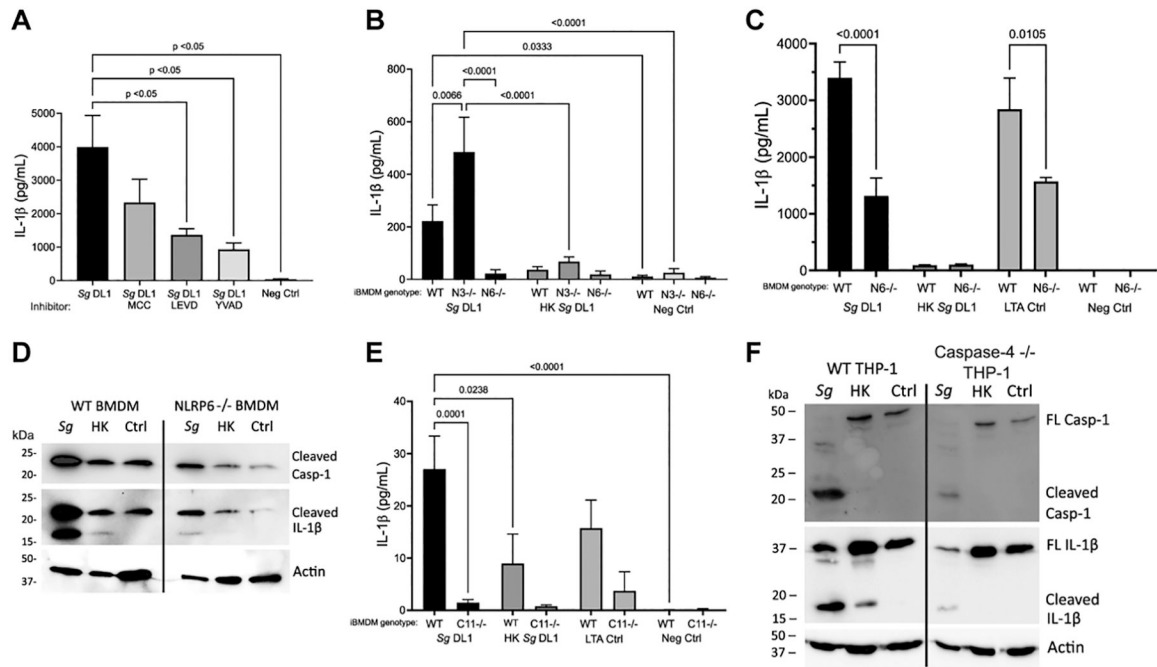 A
p <0.05
p <0.05
p <0.05
IL-1β (pg/mL)
5000
4000
3000
2000
1000
0
Inhibitor:
Sg DL1
Sg DL1 MCC
Sg DL1 LEVD
Sg DL1 YVAD
Neg Ctrl
B
<0.0001
0.0333
<0.0001
0.0066
<0.0001
IL-1β (pg/mL)
800
600
400
200
0
iBMDM genotype: WT N3-/- N6-/- WT N3-/- N6-/- WT N3-/- N6-/-
Sg DL1 HK Sg DL1 Neg Ctrl
C
<0.0001 0.0105
IL-1β (pg/mL)
4000
3400
2000
1300
0
BMDM genotype: WT N6-/- WT N6-/- WT N6-/- WT N6-/-
Sg DL1 HK Sg DL1 LTA Ctrl Neg Ctrl
D
WT BMDM NLRP6 -/- BMDM
kDa Sg HK Ctrl Sg HK Ctrl
25-
20-
Cleaved
Casp-1
25-
20-
15-
Cleaved
IL-1β
50-
37-
Actin
E
<0.0001
0.0238
0.0001
IL-1β (pg/mL)
40
30
20
10
0
iBMDM genotype: WT C11-/- WT C11-/- WT C11-/- WT C11-/-
Sg DL1 HK Sg DL1 LTA Ctrl Neg Ctrl
F
WT THP-1
Caspase-4 -/-
THP-1
kDa Sg HK Ctrl Sg HK Ctrl
50 –
37 –
25 –
20 –
FL Casp-1
Cleaved
Casp-1
37 –
25 –
20 –
15 –
FL IL-1β
Cleaved
IL-1β
50 –
37 –
Actin